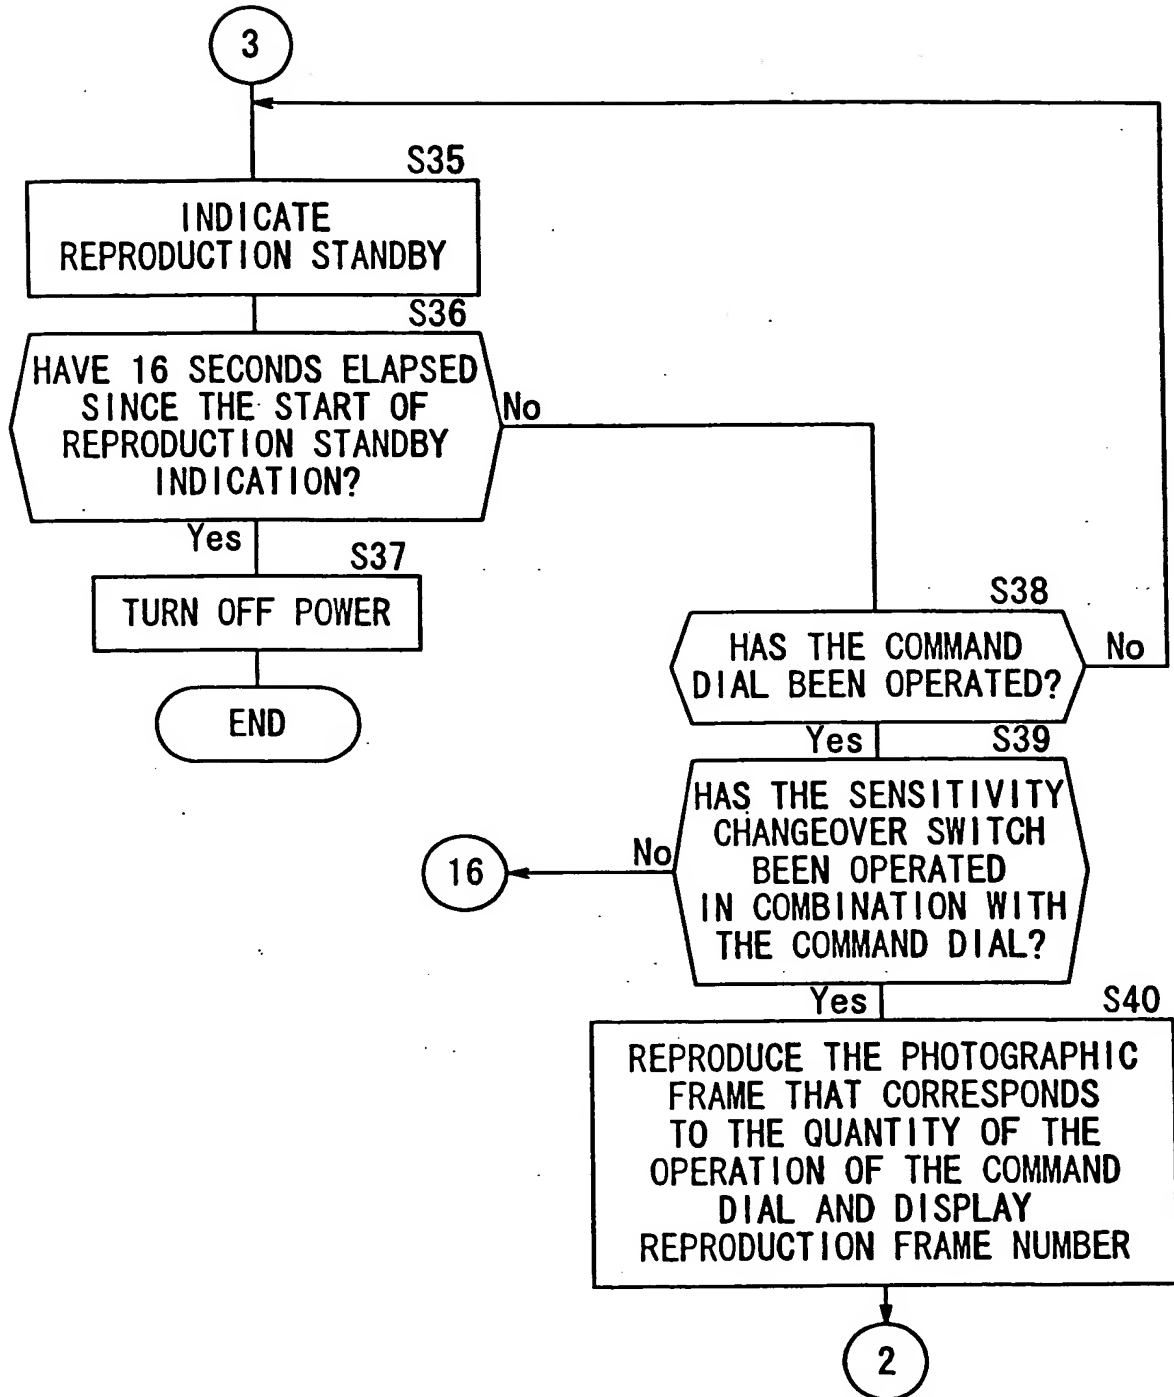 3
S35
INDICATE
REPRODUCTION STANDBY
S36
HAVE 16 SECONDS ELAPSED
SINCE THE START OF
REPRODUCTION STANDBY
INDICATION?
No
Yes
S37
TURN OFF POWER
END
S38
HAS THE COMMAND
DIAL BEEN OPERATED?
No
Yes
S39
HAS THE SENSITIVITY
CHANGEOVER SWITCH
BEEN OPERATED
IN COMBINATION WITH
THE COMMAND DIAL?
No
16
Yes
S40
REPRODUCE THE PHOTOGRAPHIC
FRAME THAT CORRESPONDS
TO THE QUANTITY OF THE
OPERATION OF THE COMMAND
DIAL AND DISPLAY
REPRODUCTION FRAME NUMBER
2